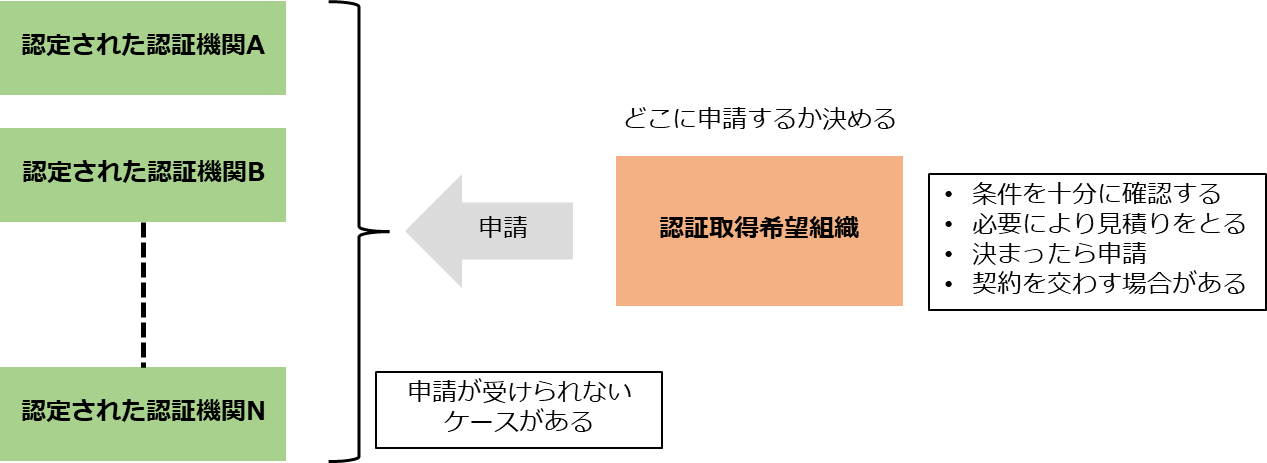 認定された認証機関A
認定された認証機関B
認定された認証機関N
申請
申請が受けられない
ケースがある
どこに申請するか決める
認証取得希望組織
• 条件を十分に確認する
• 必要により見積りをとる
• 決まったら申請
• 契約を交わす場合がある